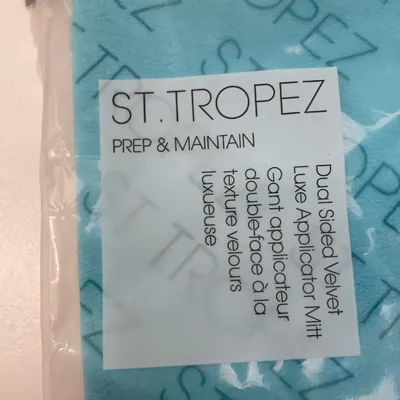 ST.TROPEZ
PREP & MAINTAIN
Dual Sided Velvet
Luxe Applicator Mitt
Gant applicateur
double-face à la
texture velours
luxueuse